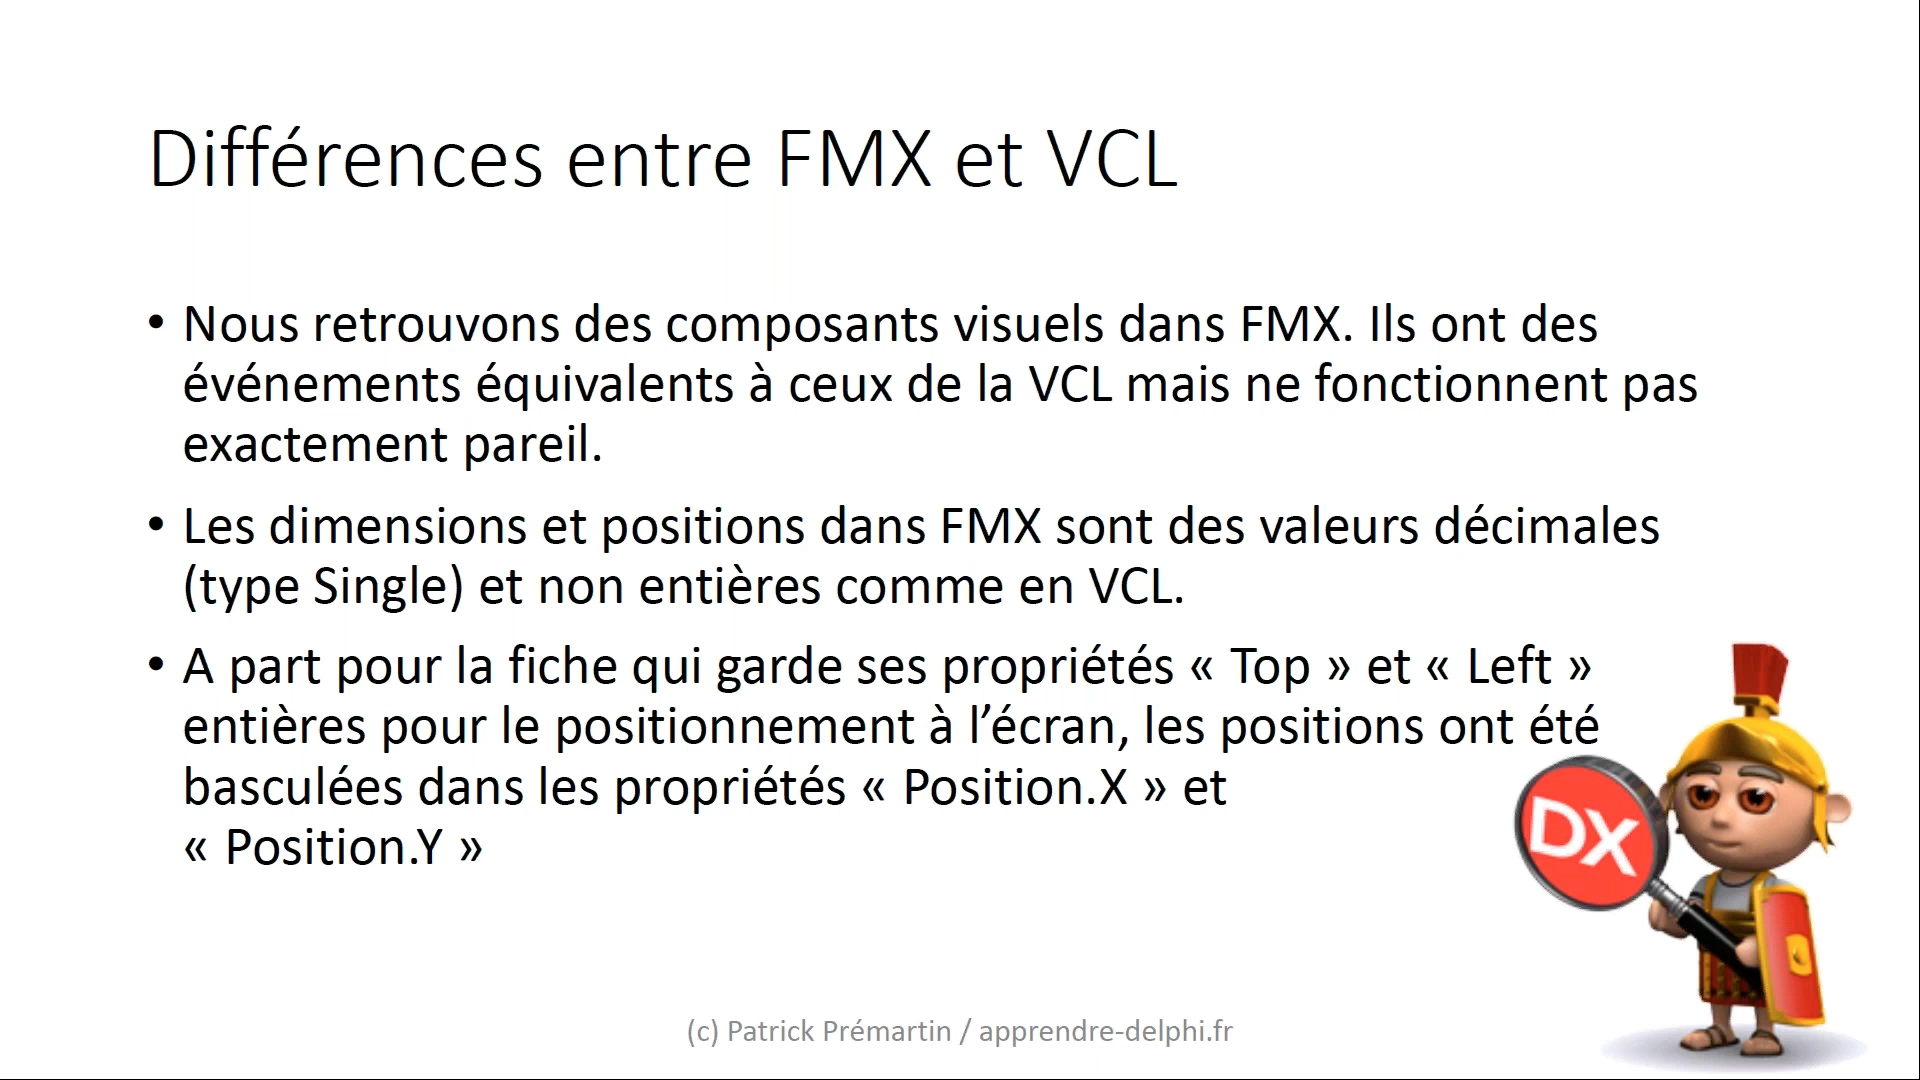 Différences entre FMX et VCL
• Nous retrouvons des composants visuels dans FMX. Ils ont des
événements équivalents à ceux de la VCL mais ne fonctionnent pas
exactement pareil.
• Les dimensions et positions dans FMX sont des valeurs décimales
(type Single) et non entières comme en VCL.
• A part pour la fiche qui garde ses propriétés « Top » et « Left »
entières pour le positionnement à l’écran, les positions ont été
basculées dans les propriétés « Position.X » et
« Position.Y »
DX
(c) Patrick Prémartin / apprendre-delphi.fr